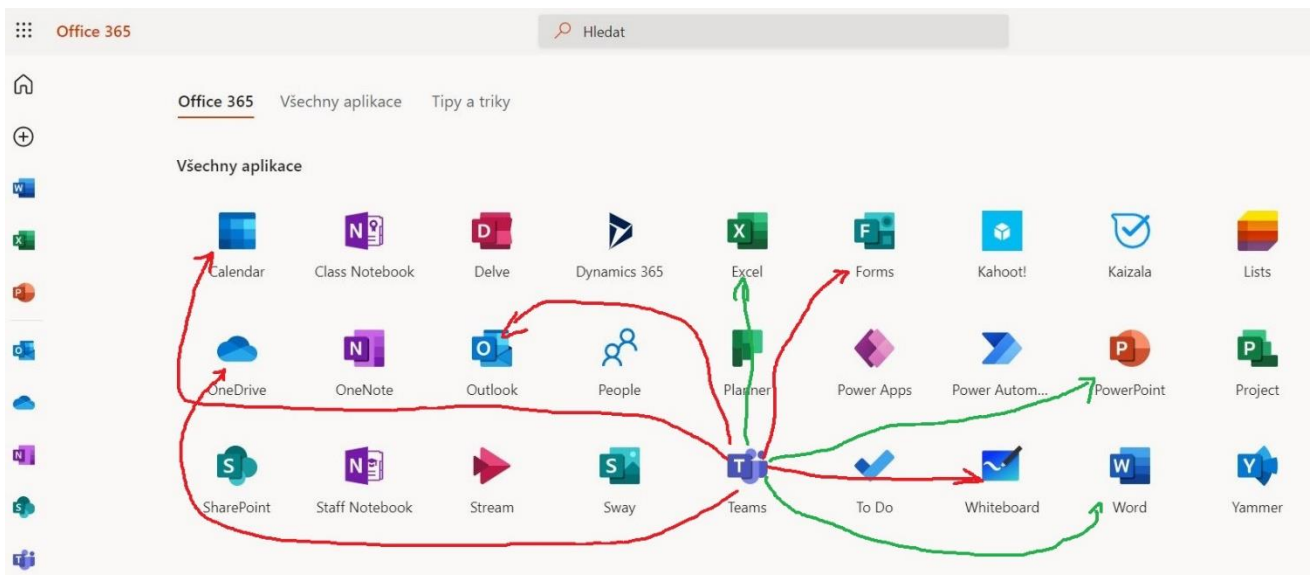 Office 365
Hledat
Office 365 Všechny aplikace Tipy a triky
Všechny aplikace
Calendar Class Notebook Delve Dynamics 365 Excel Forms Kahoot! Kaizala Lists
OneDrive OneNote Outlook People Planner Power Apps Power Autom... PowerPoint Project
SharePoint Staff Notebook Stream Sway Teams To Do Whiteboard Word Yammer